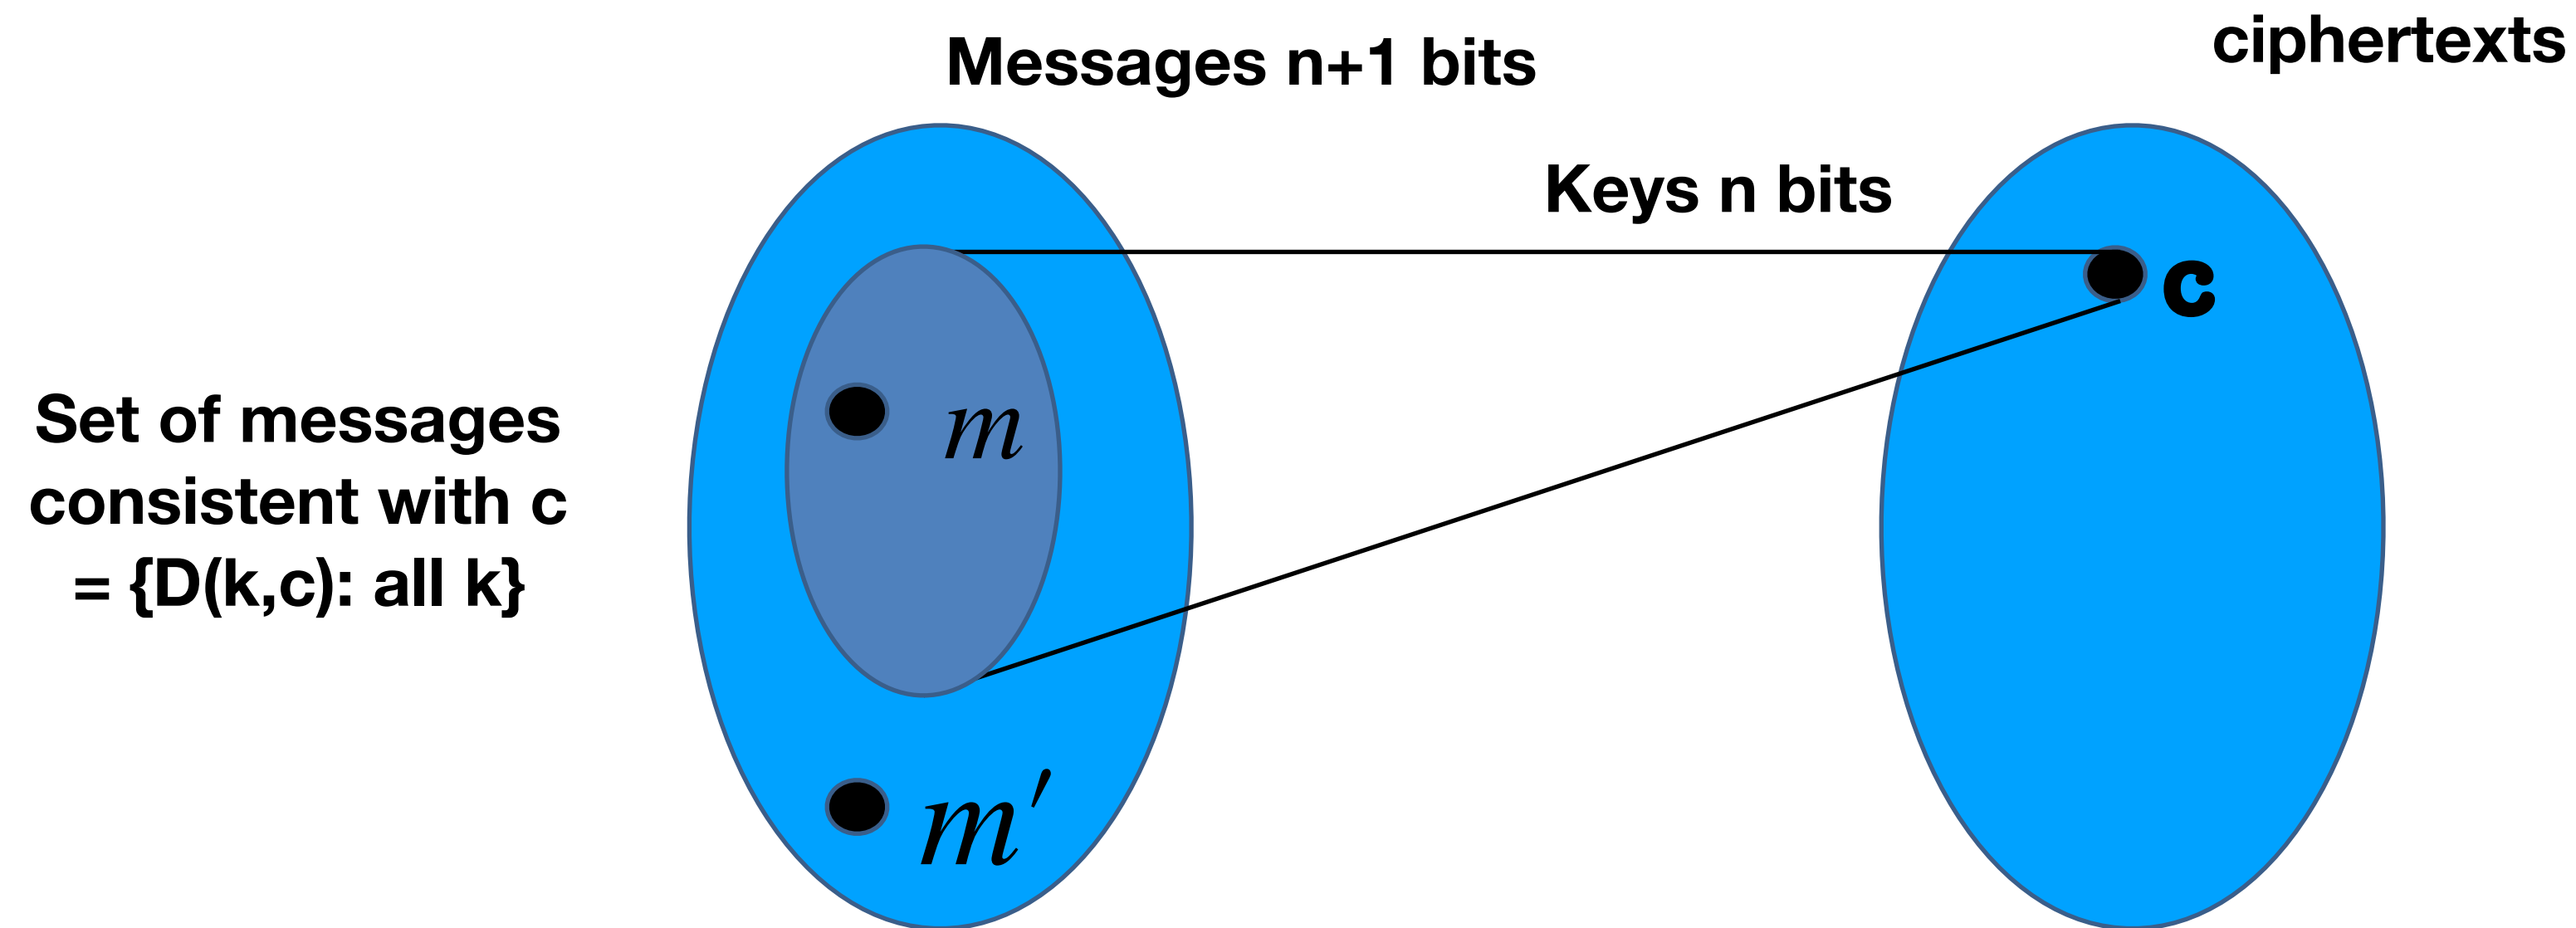 Messages n+1 bits
ciphertexts
Keys n bits
c
Set of messages
consistent with c
= {D(k,c): all k}
m
m′